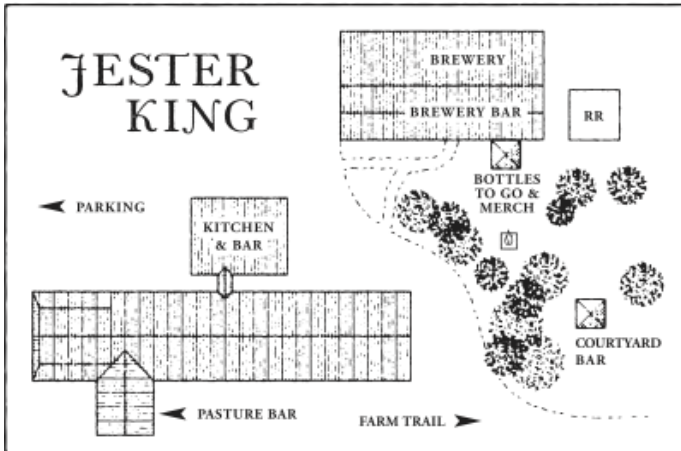 JESTER
KING
BREWERY
BREWERY BAR
RR
BOTTLES
TO GO &
MERCH
PARKING
KITCHEN
& BAR
COURTYARD
BAR
PASTURE BAR
FARM TRAIL